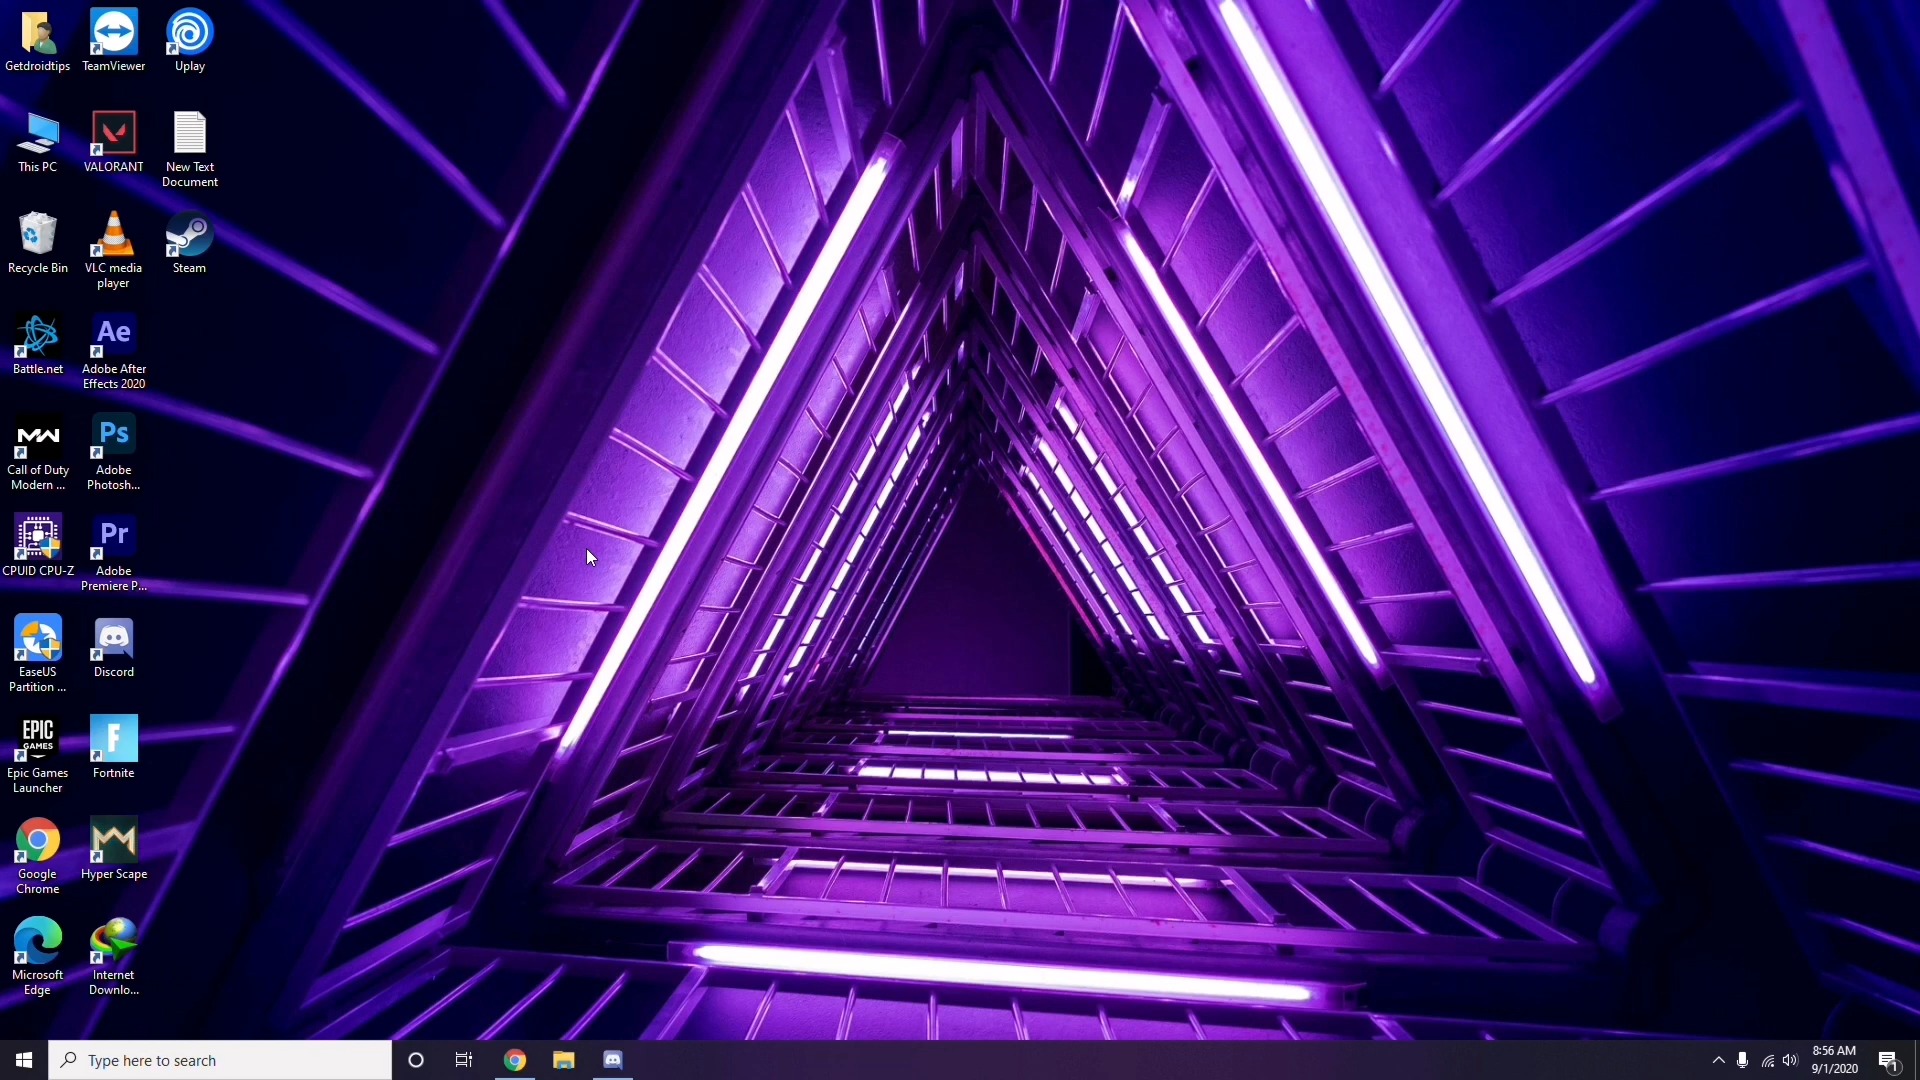 Getdroidtips
TeamViewer
Uplay
This PC
VALORANT
New Text
Document
Recycle Bin
VLC media
player
Steam
Battle.net
Ae
Adobe After
Effects 2020
MW
Call of Duty
Modern ...
Ps
Adobe
Photosh...
CPUID CPU-Z
Pr
Adobe
Premiere P...
EaseUS
Partition ...
Discord
EPIC
GAMES
Epic Games
Launcher
F
Fortnite
Google
Chrome
Hyper Scape
Microsoft
Edge
Internet
Downlo...
Type here to search
8:56 AM
9/1/2020
1